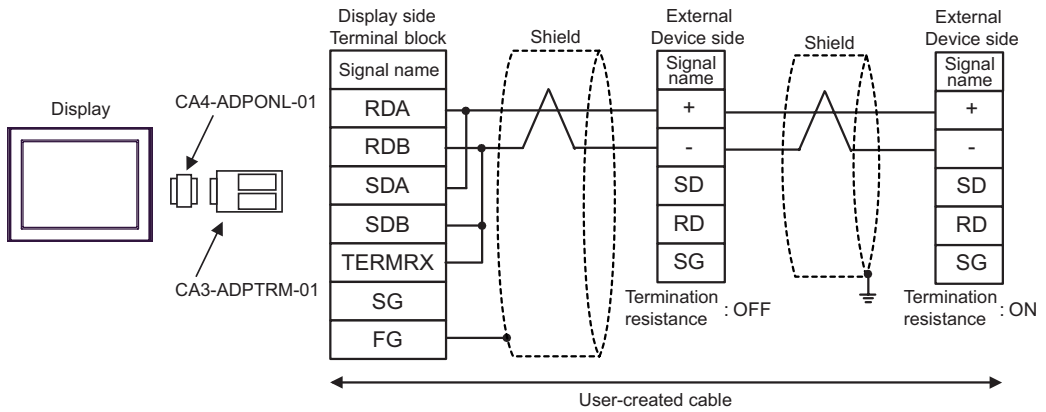 Display
CA4-ADPONL-01
CA3-ADPTRM-01
Display side
Terminal block
Signal name
RDA
RDB
SDA
SDB
TERMRX
SG
FG
Shield
External
Device side
Signal
name
+
-
SD
RD
SG
Termination
resistance : OFF
Shield
External
Device side
Signal
name
+
-
SD
RD
SG
Termination
resistance : ON
User-created cable